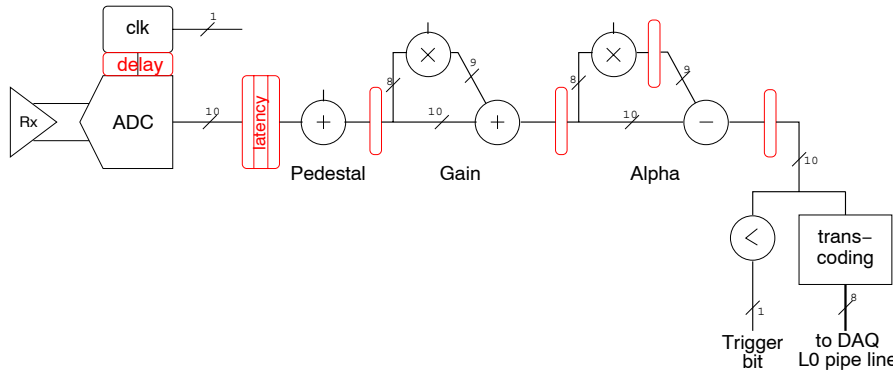 clk
1
delay
Rx
ADC
10
latency
+
Pedestal
8
×
9
10
+
Gain
8
×
9
10
−
Alpha
10
<
trans−
coding
1
8
Trigger
bit
to DAQ
L0 pipe line